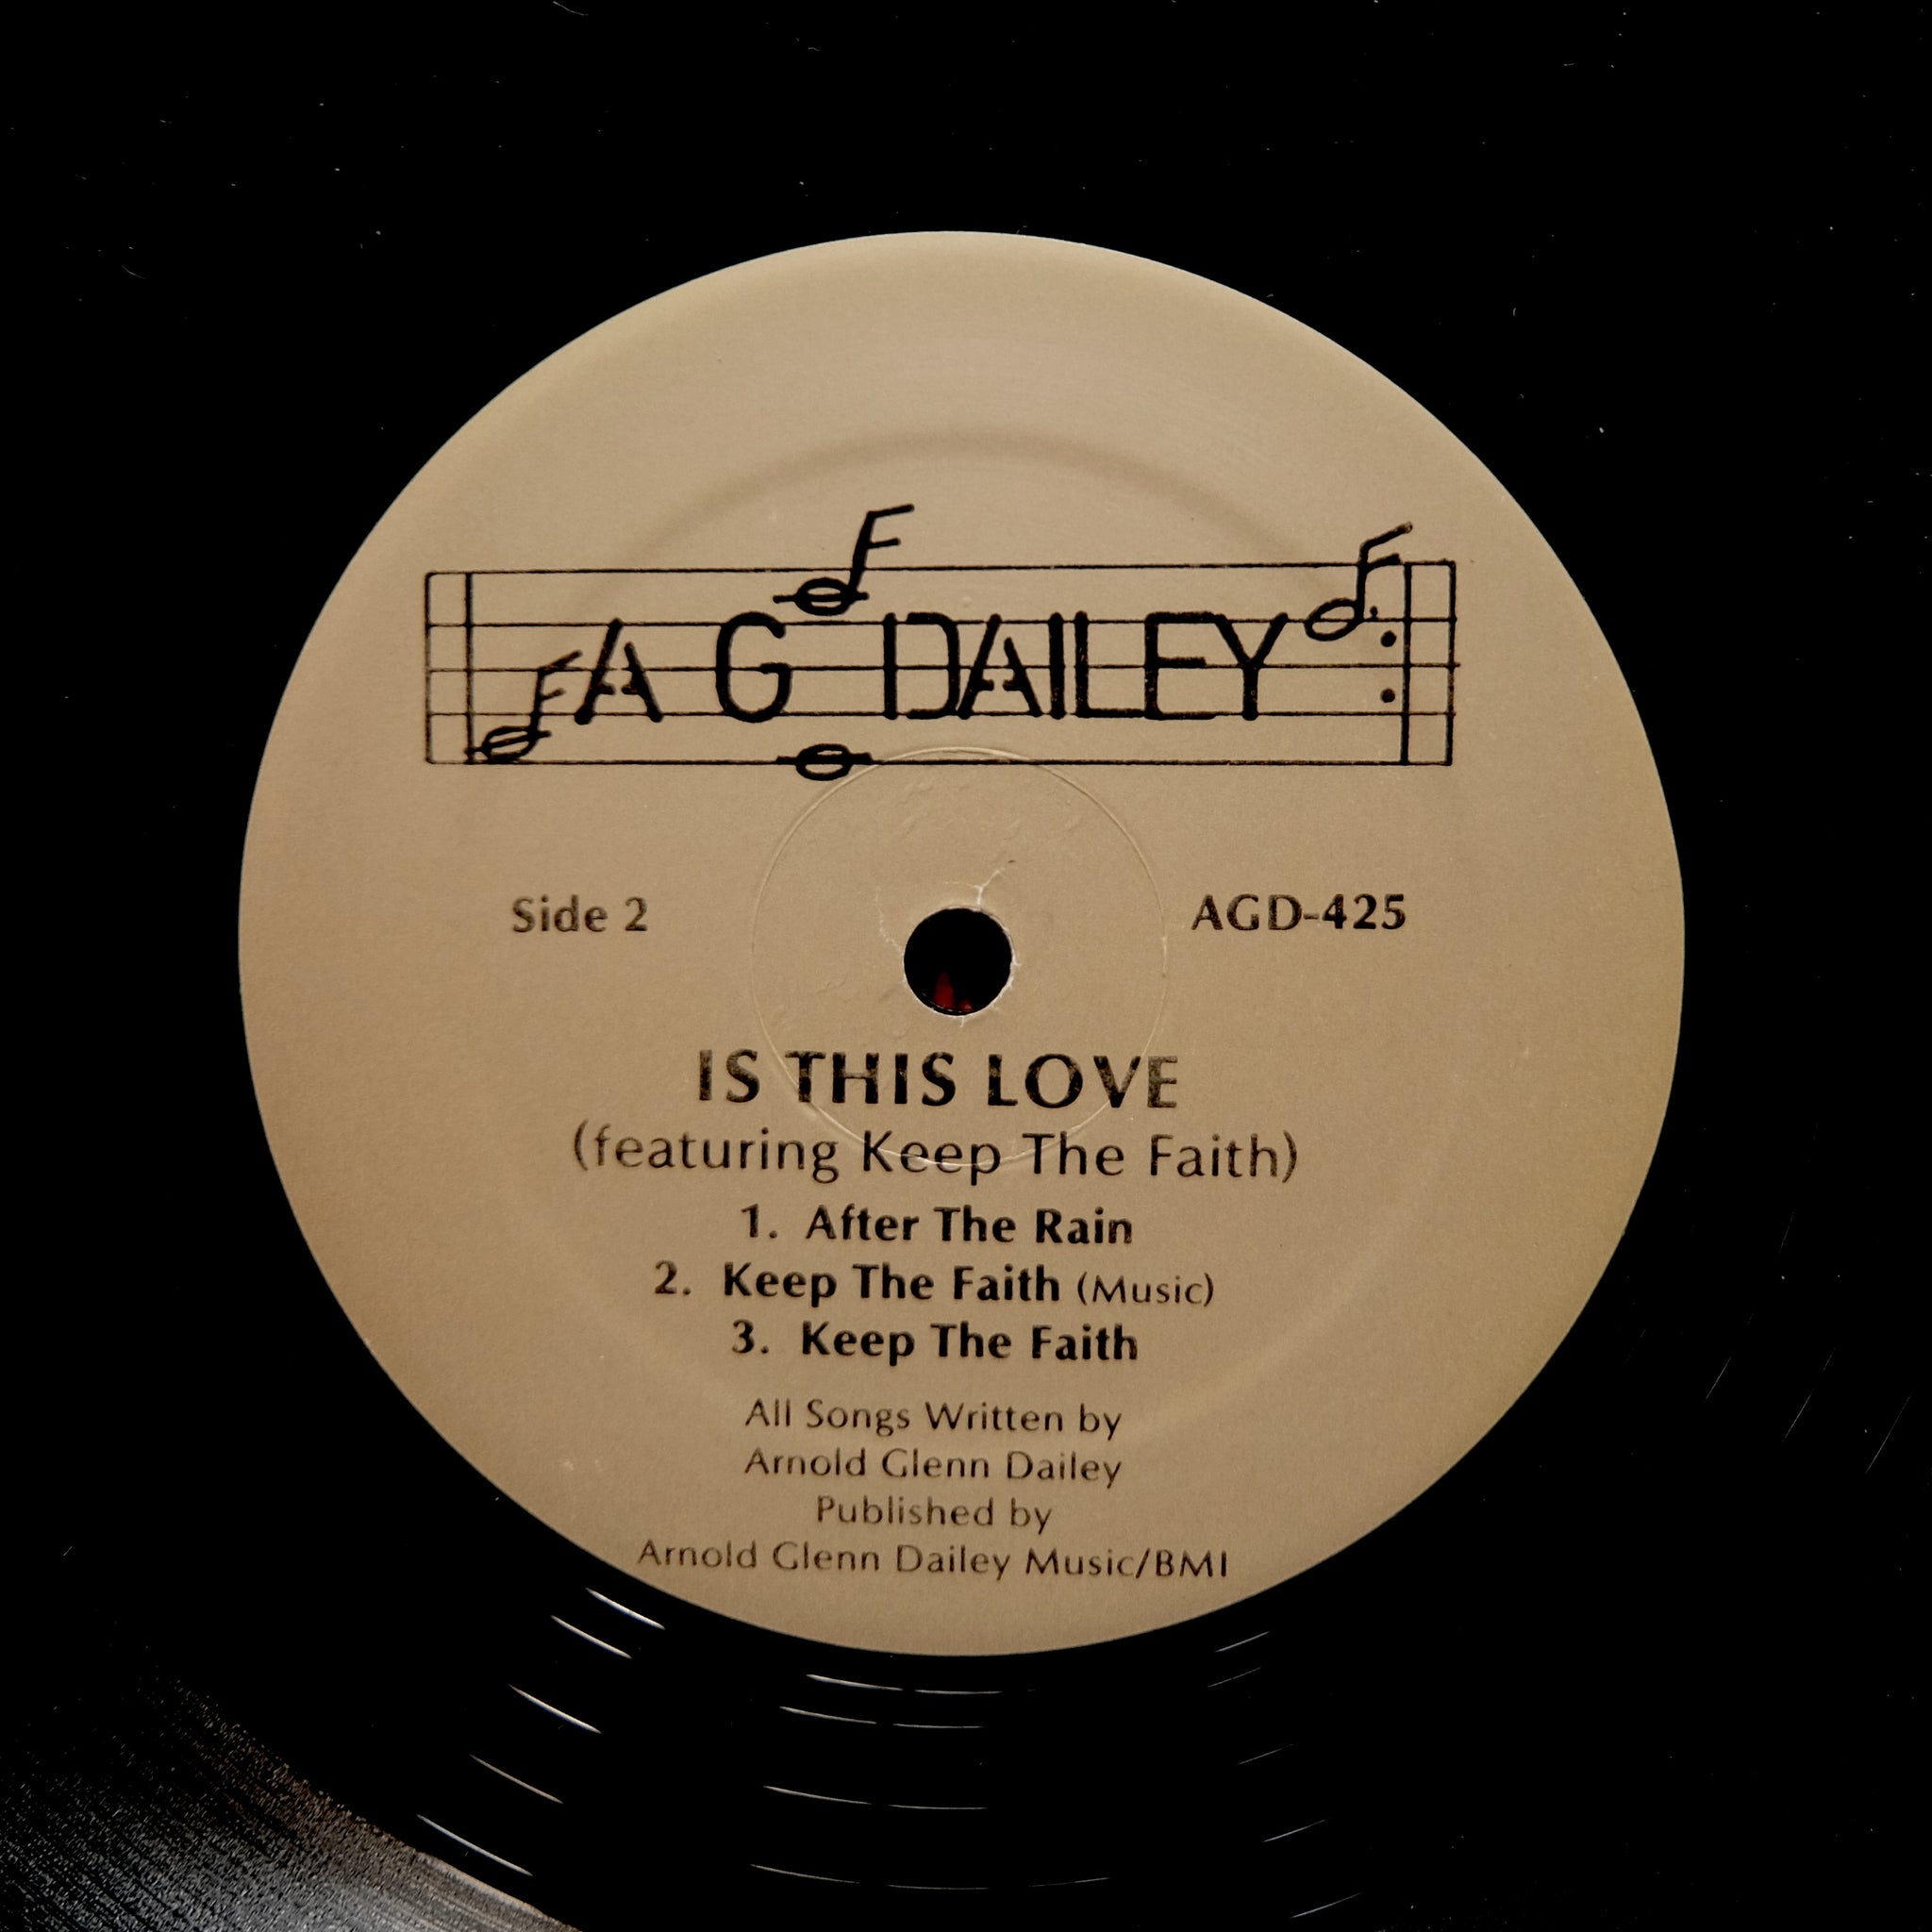 A G DAILEY
Side 2
AGD-425
IS THIS LOVE
(featuring Keep The Faith)
1. After The Rain
2. Keep The Faith (Music)
3. Keep The Faith
All Songs Written by
Arnold Glenn Dailey
Published by
Arnold Glenn Dailey Music/BMI